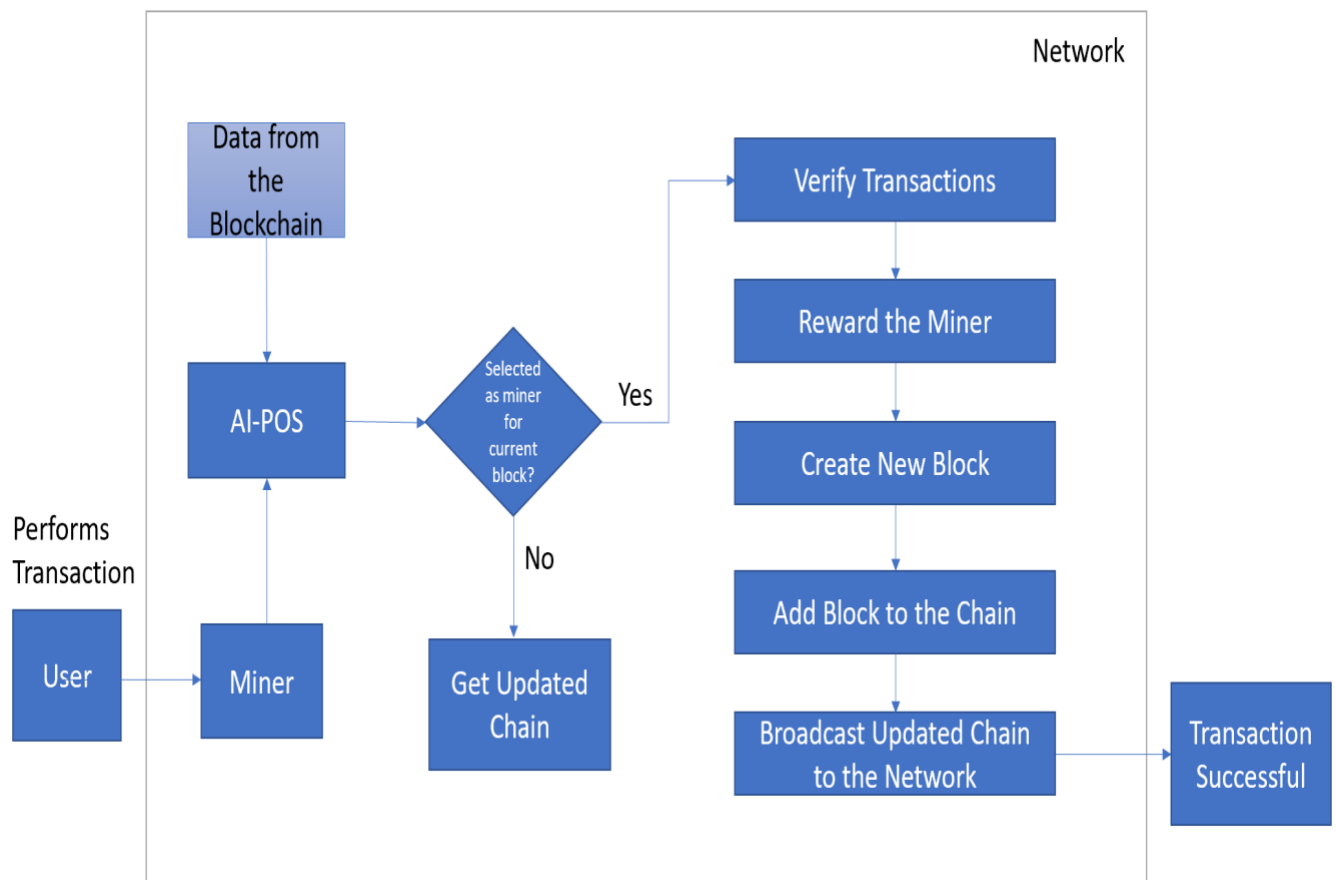 Network
Data from
the
Blockchain
AI-POS
Selected
as miner
for
current
block?
Yes
No
Performs
Transaction
User
Miner
Get Updated
Chain
Verify Transactions
Reward the Miner
Create New Block
Add Block to the Chain
Broadcast Updated Chain
to the Network
Transaction
Successful